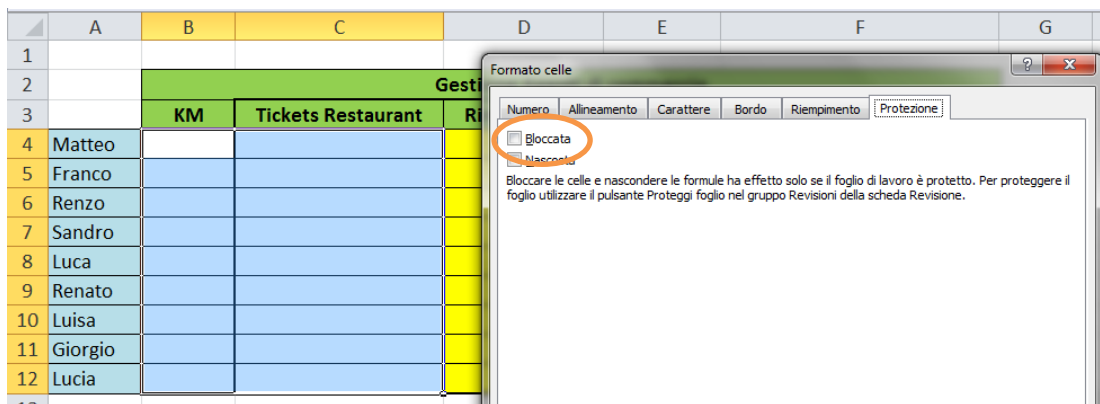 A B C D E F G
1
Formato celle
2 Gesti
3 KM Tickets Restaurant Ri
Numero Allineamento Carattere Bordo Riempimento Protezione
4 Matteo
Bloccata
5 Franco
Nascosta
Bloccare le celle e nascondere le formule ha effetto solo se il foglio di lavoro è protetto. Per proteggere il
foglio utilizzare il pulsante Proteggi foglio nel gruppo Revisioni della scheda Revisione.
6 Renzo
7 Sandro
8 Luca
9 Renato
10 Luisa
11 Giorgio
12 Lucia